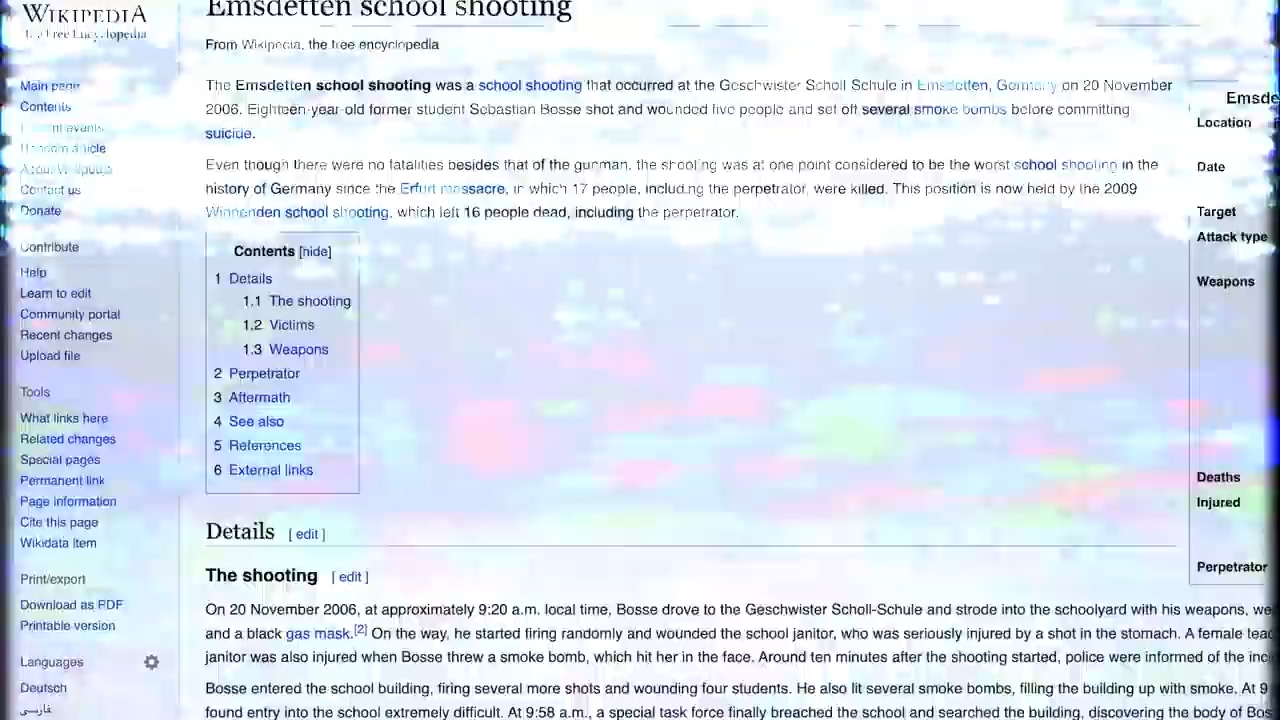 WIKIPEDIA
The Free Encyclopedia
Main page
Contents
Current events
Random article
About Wikipedia
Contact us
Donate
Contribute
Help
Learn to edit
Community portal
Recent changes
Upload file
Tools
What links here
Related changes
Special pages
Permanent link
Page information
Cite this page
Wikidata item
Print/export
Download as PDF
Printable version
Languages
Deutsch
فارسی
Emsdetten school shooting
From Wikipedia, the free encyclopedia
The Emsdetten school shooting was a school shooting that occurred at the Geschwister Scholl Schule in Emsdetten, Germany on 20 November
2006. Eighteen-year-old former student Sebastian Bosse shot and wounded five people and set off several smoke bombs before committing
suicide.
Even though there were no fatalities besides that of the gunman, the shooting was at one point considered to be the worst school shooting in the
history of Germany since the Erfurt massacre, in which 17 people, including the perpetrator, were killed. This position is now held by the 2009
Winnenden school shooting, which left 16 people dead, including the perpetrator.
Contents [hide]
1 Details
1.1 The shooting
1.2 Victims
1.3 Weapons
2 Perpetrator
3 Aftermath
4 See also
5 References
6 External links
Details [ edit ]
The shooting [ edit ]
On 20 November 2006, at approximately 9:20 a.m. local time, Bosse drove to the Geschwister Scholl-Schule and strode into the schoolyard with his weapons, we
and a black gas mask.[2] On the way, he started firing randomly and wounded the school janitor, who was seriously injured by a shot in the stomach. A female teac
janitor was also injured when Bosse threw a smoke bomb, which hit her in the face. Around ten minutes after the shooting started, police were informed of the inc
Bosse entered the school building, firing several more shots and wounding four students. He also lit several smoke bombs, filling the building up with smoke. At 9
found entry into the school extremely difficult. At 9:58 a.m., a special task force finally breached the school and searched the building, discovering the body of Bos
Emsde
Location
Date
Target
Attack type
Weapons
Deaths
Injured
Perpetrator